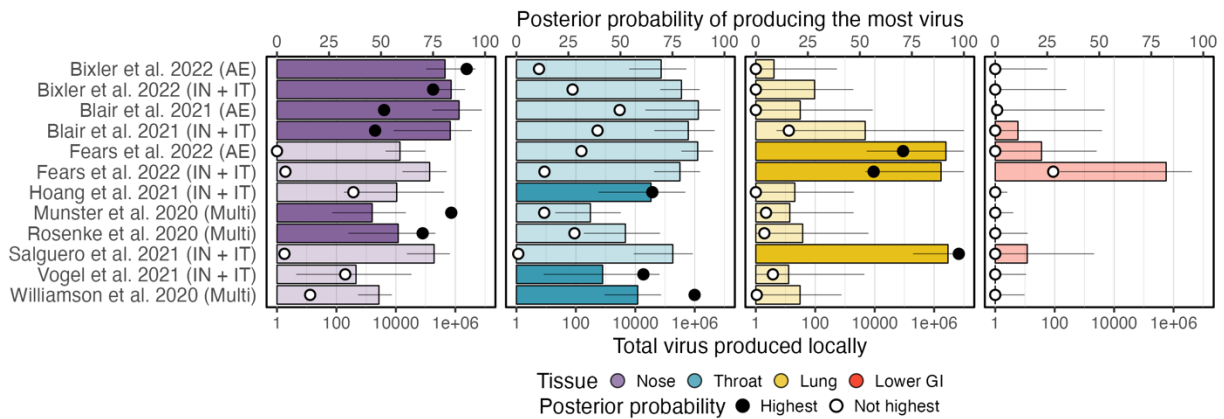 Posterior probability of producing the most virus
0 25 50 75 100 0 25 50 75 100 0 25 50 75 100 0 25 50 75 100
Bixler et al. 2022 (AE)
Bixler et al. 2022 (IN + IT)
Blair et al. 2021 (AE)
Blair et al. 2021 (IN + IT)
Fears et al. 2022 (AE)
Fears et al. 2022 (IN + IT)
Hoang et al. 2021 (IN + IT)
Munster et al. 2020 (Multi)
Rosenke et al. 2020 (Multi)
Salguero et al. 2021 (IN + IT)
Vogel et al. 2021 (IN + IT)
Williamson et al. 2020 (Multi)
1 100 10000 1e+06 1 100 10000 1e+06 1 100 10000 1e+06 1 100 10000 1e+06
Total virus produced locally
Tissue Nose Throat Lung Lower GI
Posterior probability Highest Not highest